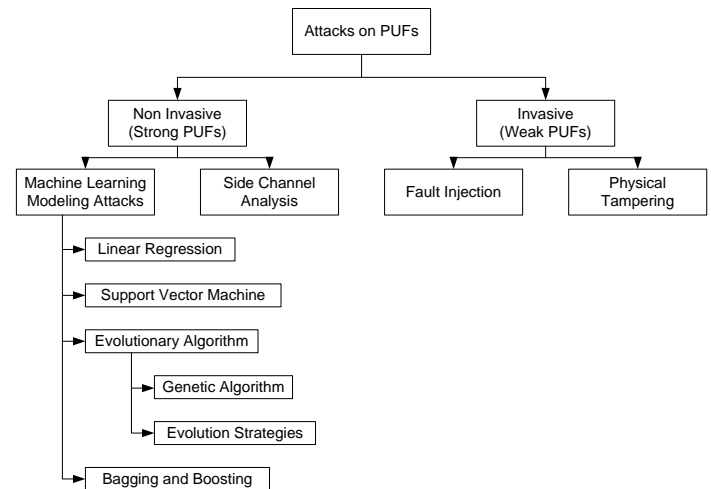 Attacks on PUFs
Non Invasive
(Strong PUFs)
Invasive
(Weak PUFs)
Machine Learning
Modeling Attacks
Side Channel
Analysis
Fault Injection
Physical
Tampering
Linear Regression
Support Vector Machine
Evolutionary Algorithm
Genetic Algorithm
Evolution Strategies
Bagging and Boosting